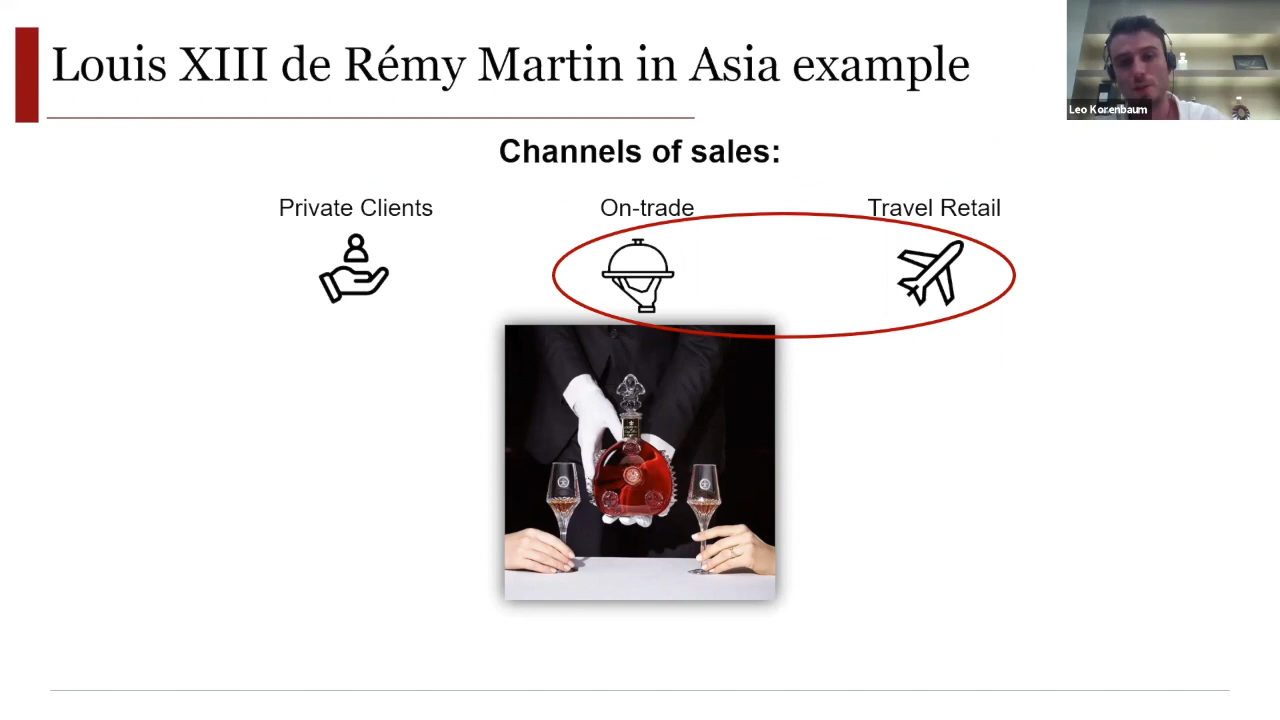 Louis XIII de Rémy Martin in Asia example
Leo Korenbaum
Channels of sales:
Private Clients
On-trade
Travel Retail